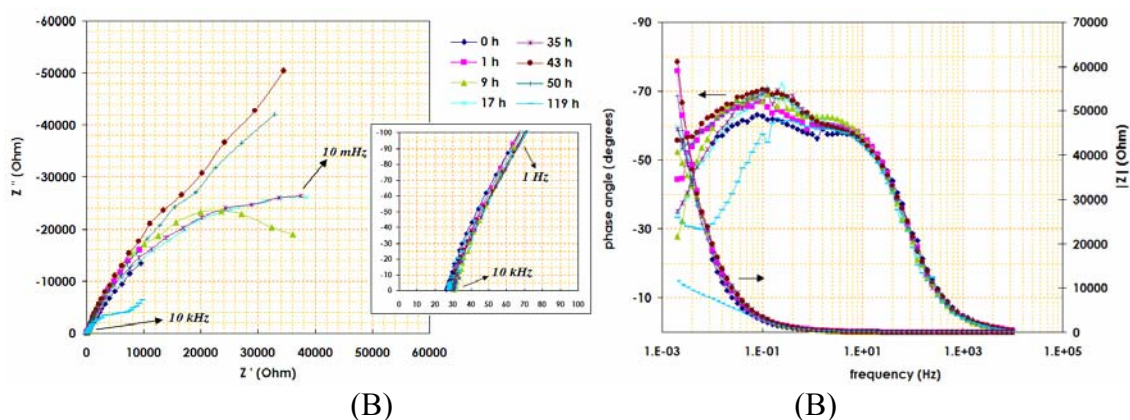 -60000
-50000
-40000
-30000
-20000
-10000
0
Z '' (Ohm)
0 10000 20000 30000 40000 60000
Z ' (Ohm)
10 mHz
10 kHz
0 h 35 h
1 h 43 h
9 h 50 h
17 h 119 h
-100
-90
-80
-70
-60
-50
-40
-30
-20
-10
0
0 10 20 30 40 50 60 70 80 90 100
1 Hz
10 kHz
(B)
-90
-70
-50
-30
-10
phase angle (degrees)
70000
60000
50000
40000
30000
20000
10000
0
|Z| (Ohm)
1.E-03 1.E-01 1.E+01 1.E+03 1.E+05
frequency (Hz)
(B)